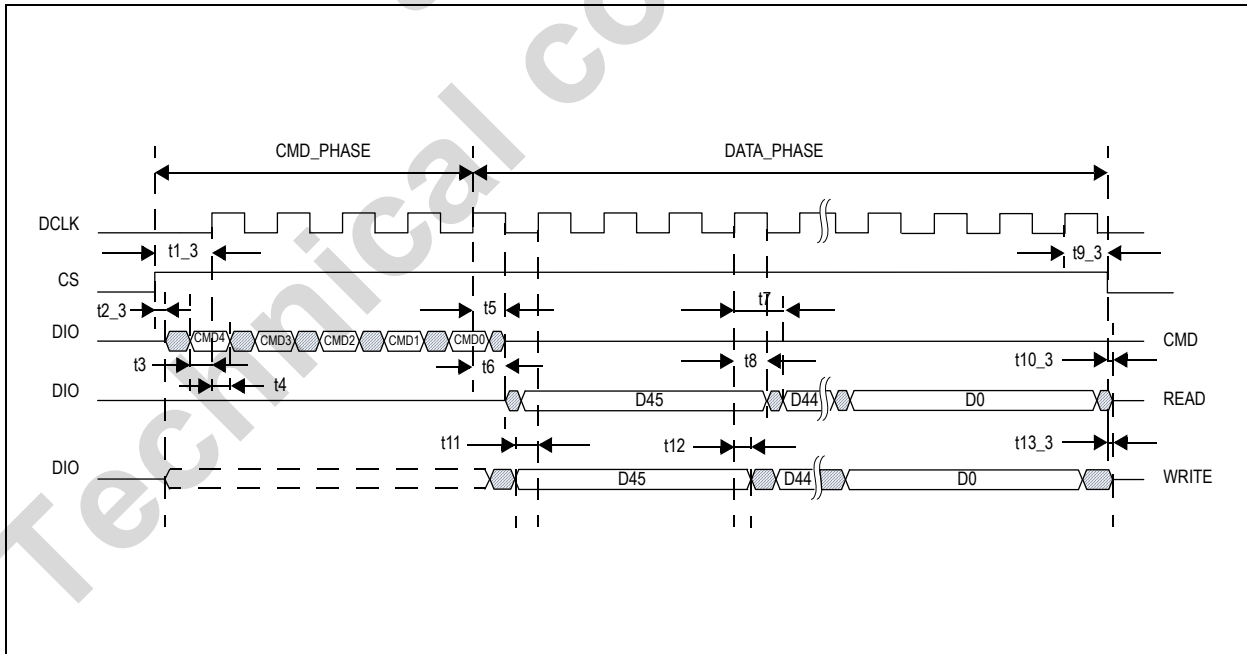 Technical co
CMD_PHASE DATA_PHASE
DCLK
t1_3 t9_3
CS
t2_3 t5 t7
DIO CMD4 CMD3 CMD2 CMD1 CMD0 CMD
t3 t4 t6 t8 t10_3
DIO D45 D44 D0 READ
t11 t12 t13_3
DIO D45 D44 D0 WRITE